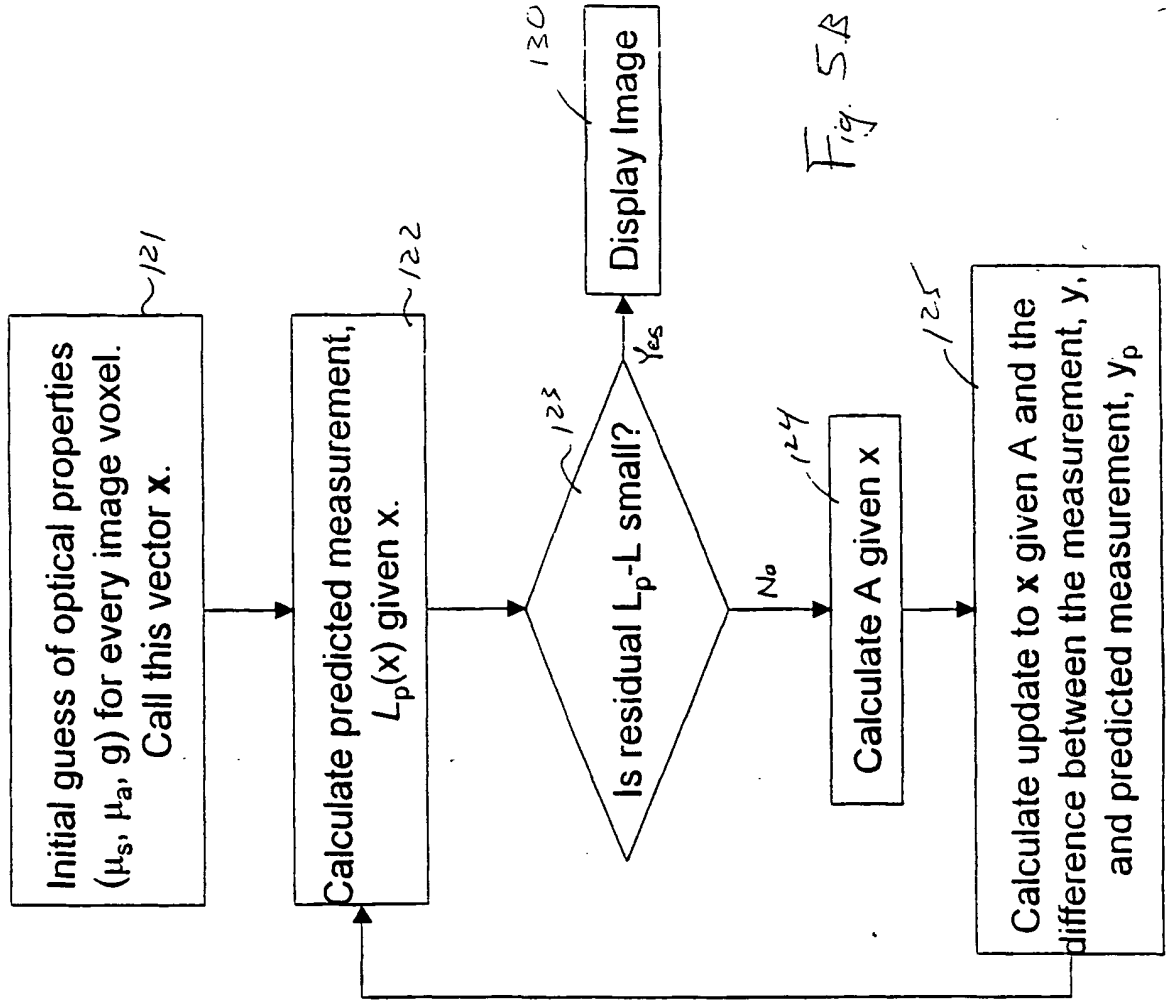 Initial guess of optical properties
(μs, μa, g) for every image voxel.
Call this vector x.
121
Calculate predicted measurement,
Lp(x) given x.
122
Is residual Lp-L small?
123
Yes
Display Image
130
No
Calculate A given x
124
Calculate update to x given A and the
difference between the measurement, y,
and predicted measurement, yp
125
Fig. 5B